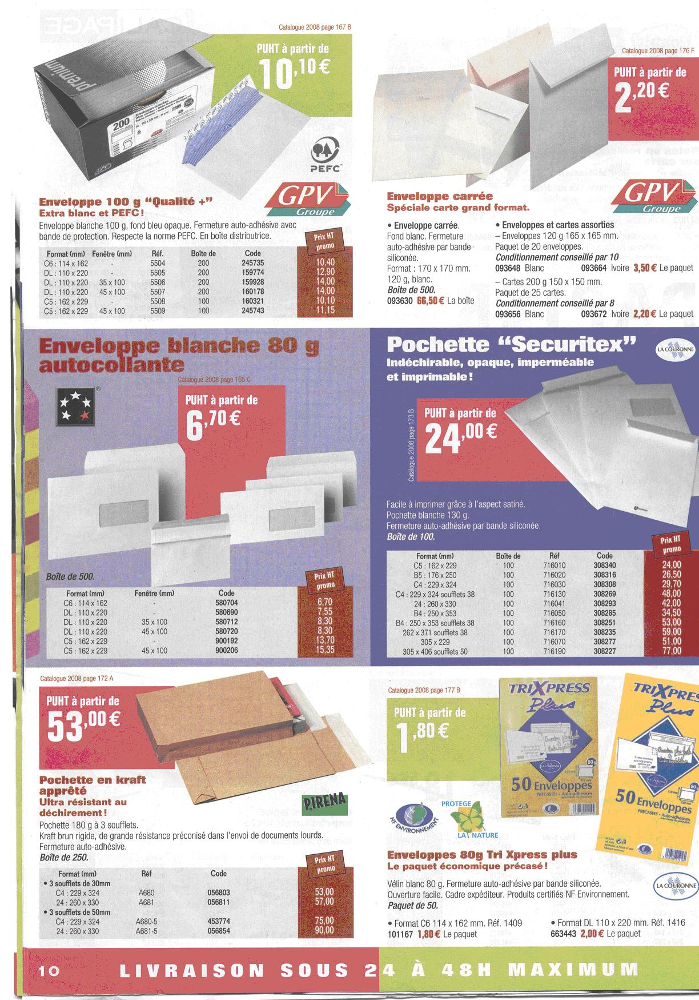 Catalogue 2008 page 167 B
PUHT à partir de
10,10 €
premium
200
Enveloppes blanches
2885
GPV
PEFC
GPV
Groupe
Enveloppe 100 g “Qualité +”
Extra blanc et PEFC !
Enveloppe blanche 100 g, fond bleu opaque. Fermeture auto-adhésive avec
bande de protection. Respecte la norme PEFC. En boîte distributrice.
Prix HT
promo
Format (mm) Fenêtre (mm) Réf. Boîte de Code
C6 : 114 x 162 - 5504 200 245735 10,40
DL : 110 x 220 - 5505 200 159774 12,90
DL : 110 x 220 35 x 100 5506 200 159928 14,00
DL : 110 x 220 45 x 100 5507 200 160178 14,00
C5 : 162 x 229 - 5508 100 160321 10,10
C5 : 162 x 229 45 x 100 5509 100 245743 11,15
Catalogue 2008 page 176 F
PUHT à partir de
2,20 €
GPV
Groupe
Enveloppe carrée
Spéciale carte grand format.
• Enveloppe carrée.
Fond blanc. Fermeture
auto-adhésive par bande
siliconée.
Format : 170 x 170 mm.
120 g, blanc.
Boîte de 500.
093630 66,50 € La boîte
• Enveloppes et cartes assorties
– Enveloppes 120 g 165 x 165 mm.
Paquet de 20 enveloppes.
Conditionnement conseillé par 10
093648 Blanc 093664 Ivoire 3,50 € Le paquet
– Cartes 200 g 150 x 150 mm.
Paquet de 25 cartes.
Conditionnement conseillé par 8
093656 Blanc 093672 Ivoire 2,20 € Le paquet
Enveloppe blanche 80 g
autocollante
Catalogue 2008 page 165 C
PUHT à partir de
6,70 €
Boîte de 500.
Prix HT
promo
Format (mm) Fenêtre (mm) Code
C6 : 114 x 162 - 580704 6,70
DL : 110 x 220 - 580690 7,55
DL : 110 x 220 35 x 100 580712 8,30
DL : 110 x 220 45 x 100 580720 8,30
C5 : 162 x 229 - 900192 13,70
C5 : 162 x 229 45 x 100 900206 15,35
Pochette “Securitex”
Indéchirable, opaque, imperméable
et imprimable !
LA COURONNE
Catalogue 2008 page 173 B
PUHT à partir de
24,00 €
Facile à imprimer grâce à l'aspect satiné.
Pochette blanche 130 g.
Fermeture auto-adhésive par bande siliconée.
Boîte de 100.
Prix HT
promo
Format (mm) Boîte de Réf Code
C5 : 162 x 229 100 716010 308340 24,00
B5 : 176 x 250 100 716020 308316 26,50
C4 : 229 x 324 100 716030 308308 29,70
C4 : 229 x 324 soufflets 38 100 716130 308269 48,00
24 : 260 x 330 100 716041 308293 42,00
B4 : 250 x 353 100 716050 308285 34,50
B4 : 250 x 353 soufflets 38 100 716160 308251 53,00
262 x 371 soufflets 38 100 716170 308235 59,00
305 x 229 100 716070 308277 51,00
305 x 406 soufflets 50 100 716190 308227 77,00
Catalogue 2008 page 172 A
PUHT à partir de
53,00 €
PIRENA
Pochette en kraft
apprêté
Ultra résistant au
déchirement !
Pochette 180 g à 3 soufflets.
Kraft brun rigide, de grande résistance préconisé dans l'envoi de documents lourds.
Fermeture auto-adhésive.
Boîte de 250.
Prix HT
promo
Format (mm) Réf Code
• 3 soufflets de 30mm
C4 : 229 x 324 A680 056803 53,00
24 : 260 x 330 A681 056811 57,00
• 3 soufflets de 50mm
C4 : 229 x 324 A680-5 453774 75,00
24 : 260 x 330 A681-5 056854 90,00
Catalogue 2008 page 177 B
PUHT à partir de
1,80 €
TRIXPRESS
Plus
80g
50 Enveloppes
PRECASEES - Auto-adhésives
TRIXPRES
Plus
80g
50 Enveloppes
PRECASEES - Auto-adhésives
NF ENVIRONNEMENT
PROTEGE
LA NATURE
Enveloppes 80g Tri Xpress plus
Le paquet économique précasé !
LA COURONNE
Vélin blanc 80 g. Fermeture auto-adhésive par bande siliconée.
Ouverture facile. Cadre expéditeur. Produits certifiés NF Environnement.
Paquet de 50.
• Format C6 114 x 162 mm. Réf. 1409
101167 1,80 € Le paquet
• Format DL 110 x 220 mm. Réf. 1416
663443 2,00 € Le paquet
10 LIVRAISON SOUS 24 À 48H MAXIMUM